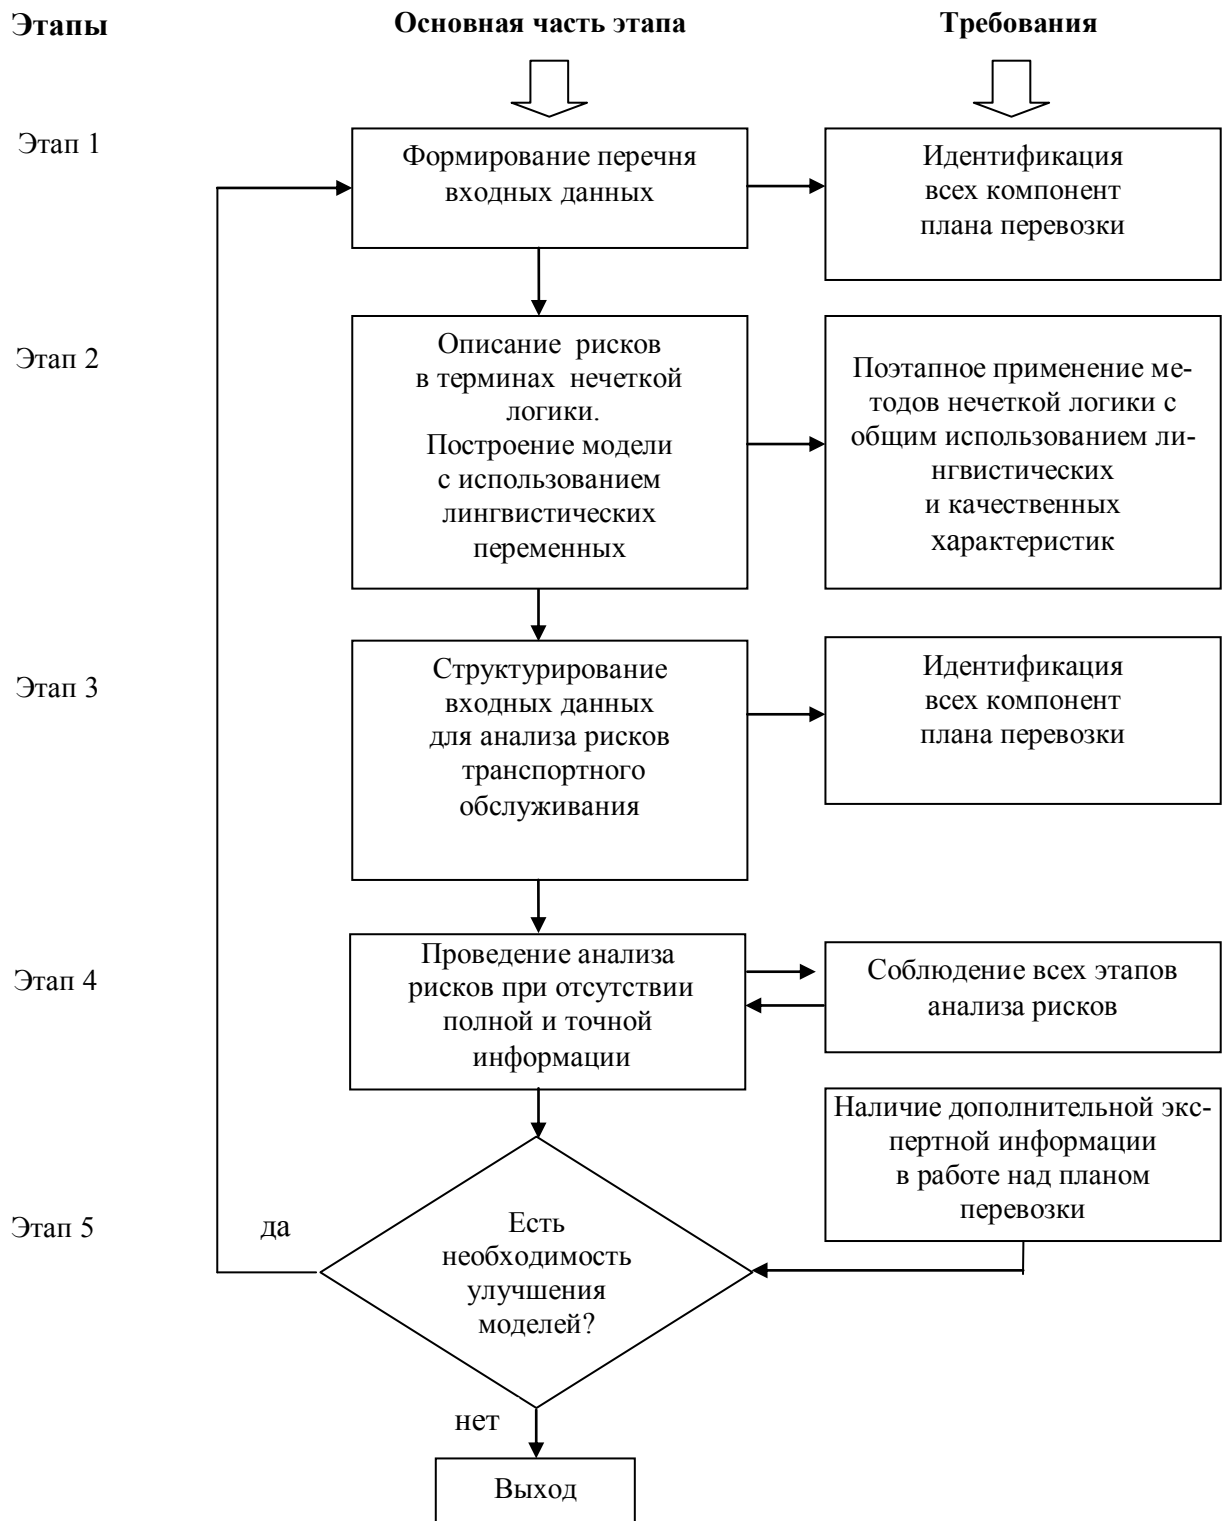 Этапы
Основная часть этапа
Требования
Этап 1
Формирование перечня
входных данных
Идентификация
всех компонент
плана перевозки
Этап 2
Описание рисков
в терминах нечеткой
логики.
Построение модели
с использованием
лингвистических
переменных
Поэтапное применение ме-
тодов нечеткой логики с
общим использованием ли-
нгвистических
и качественных
характеристик
Этап 3
Структурирование
входных данных
для анализа рисков
транспортного
обслуживания
Идентификация
всех компонент
плана перевозки
Этап 4
Проведение анализа
рисков при отсутствии
полной и точной
информации
Соблюдение всех этапов
анализа рисков
Наличие дополнительной экс-
пертной информации
в работе над планом
перевозки
Этап 5
да
Есть
необходимость
улучшения
моделей?
нет
Выход